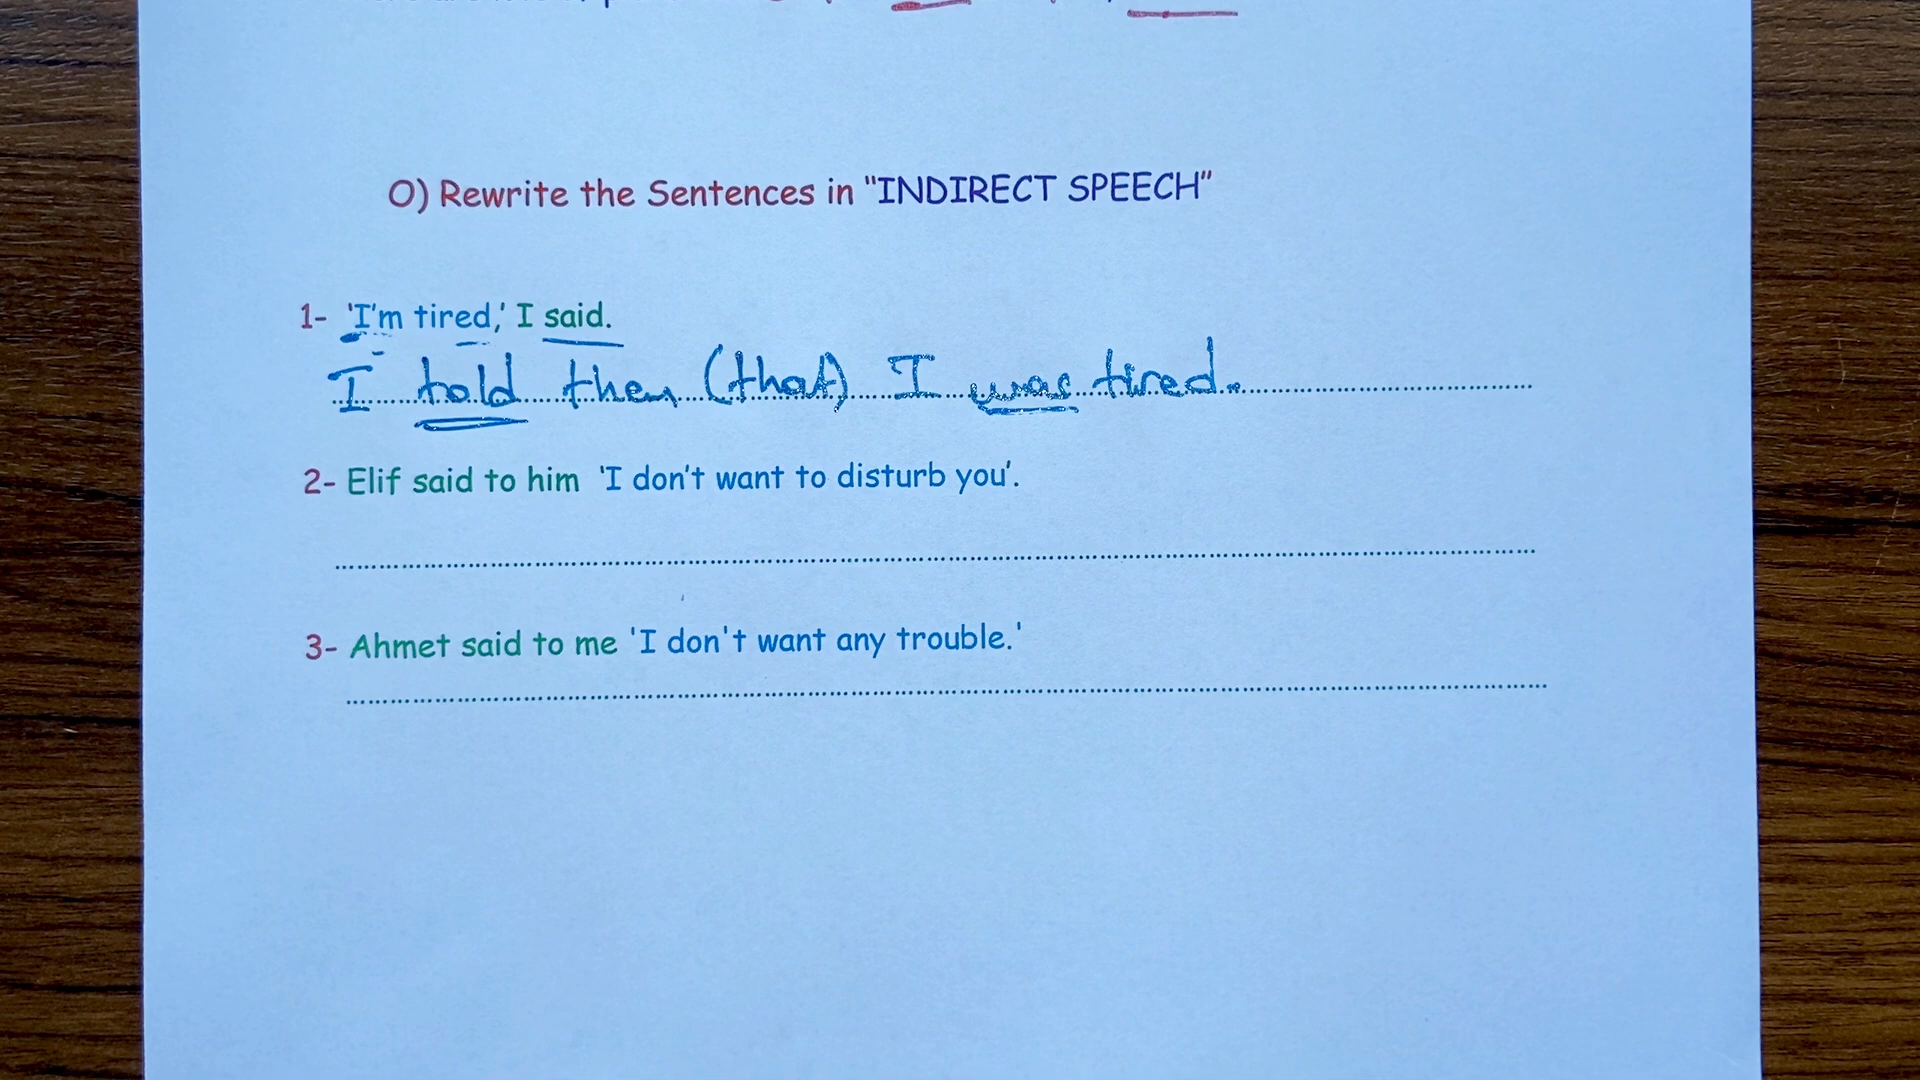 O) Rewrite the Sentences in "INDIRECT SPEECH"
1- 'I'm tired,' I said.
I told them (that) I was tired.
2- Elif said to him 'I don't want to disturb you'.
3- Ahmet said to me 'I don't want any trouble.'